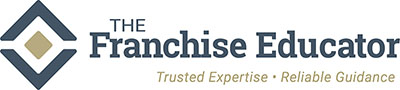 THE
Franchise Educator
Trusted Expertise • Reliable Guidance